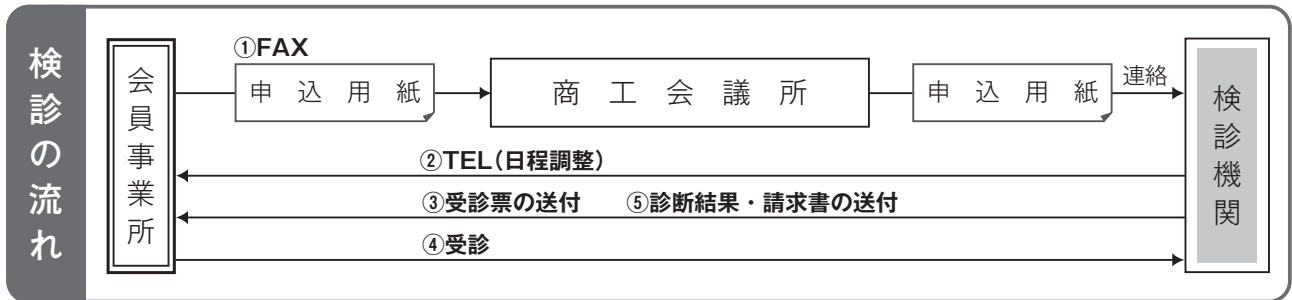 検診の流れ
会員事業所
①FAX
申込用紙
商工会議所
申込用紙
連絡
検診機関
②TEL（日程調整）
③受診票の送付 ⑤診断結果・請求書の送付
④受診